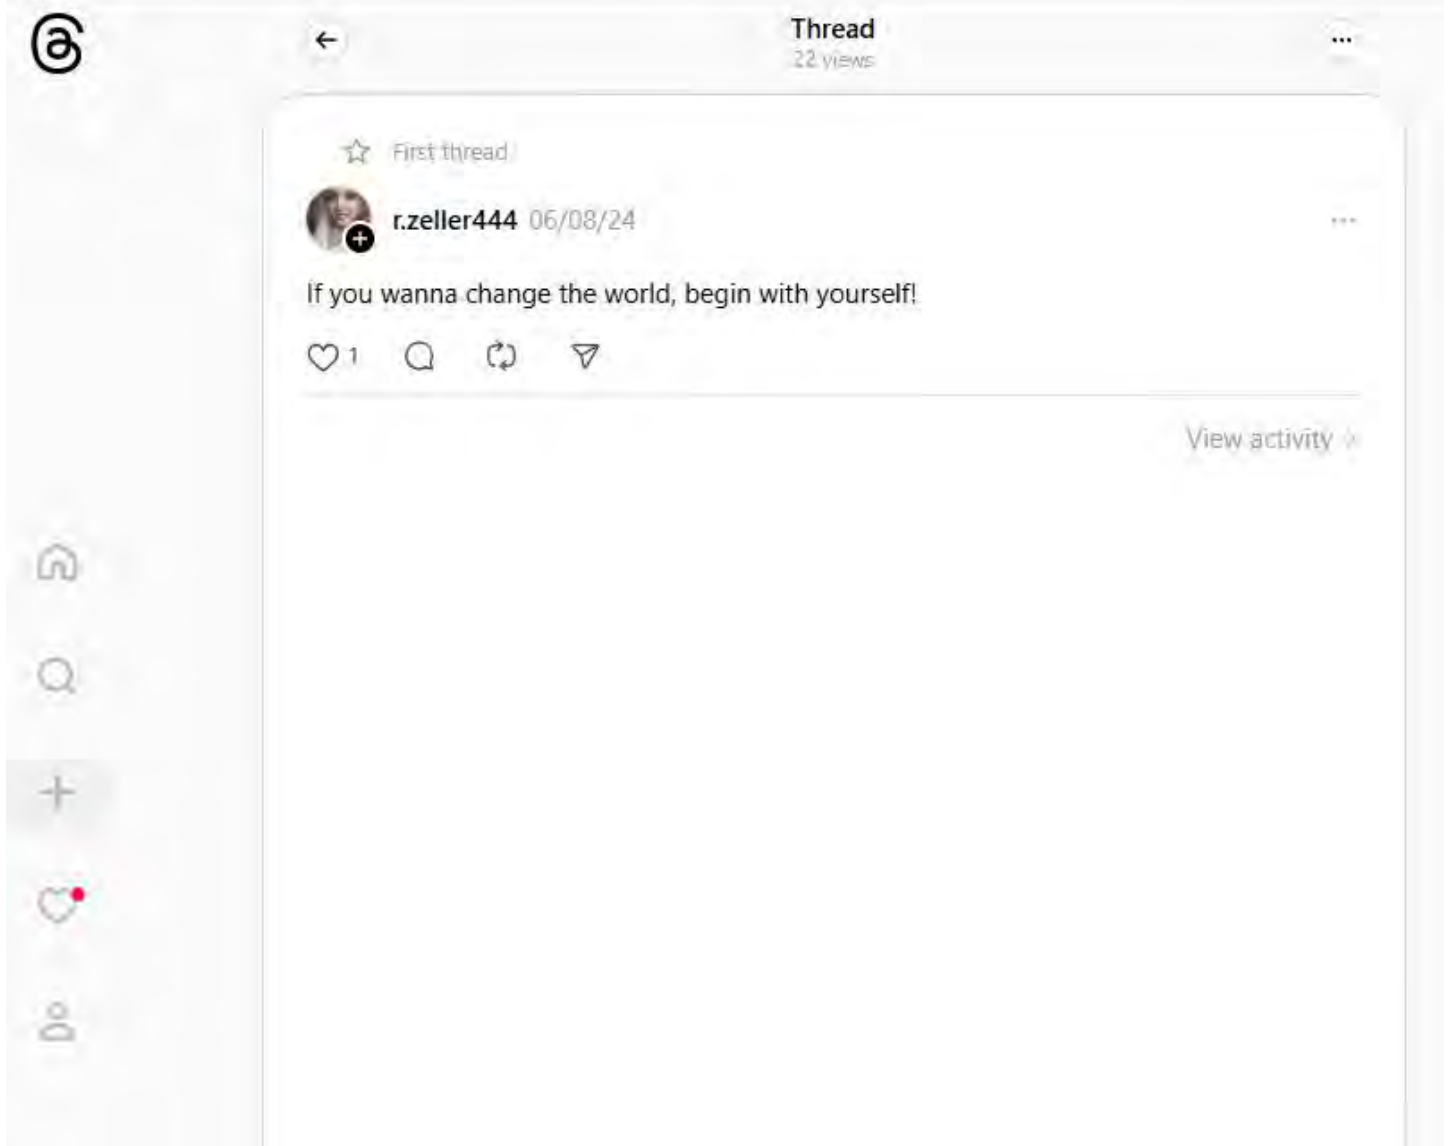 Thread
22 views
First thread
r.zeller444 06/08/24
If you wanna change the world, begin with yourself!
1
View activity